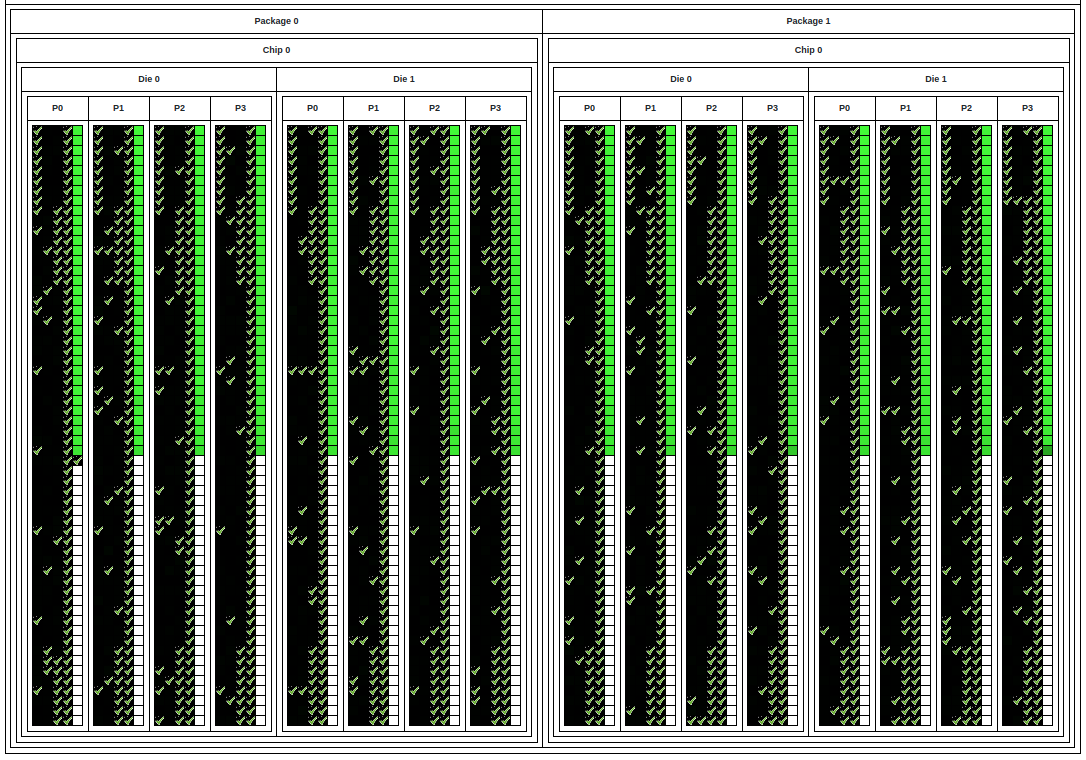 Package 0 Package 1
Chip 0 Chip 0
Die 0 Die 1 Die 0 Die 1
P0 P1 P2 P3 P0 P1 P2 P3 P0 P1 P2 P3 P0 P1 P2 P3